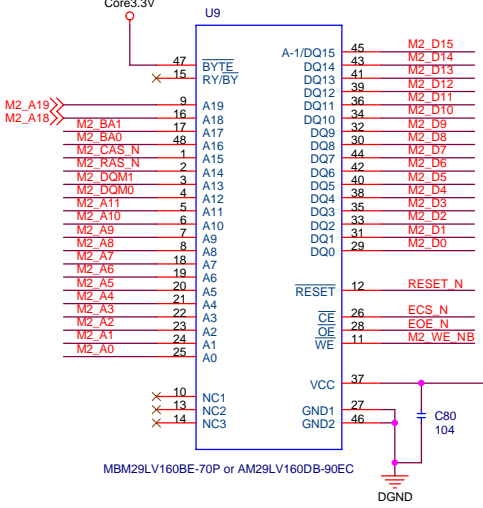 Core3.3V
U9
47 BYTE A-1/DQ15 45 M2_D15
15 RY/BY DQ14 43 M2_D14
DQ13 41 M2_D13
DQ12 39 M2_D12
M2_A19 9 A19 DQ11 36 M2_D11
M2_A18 16 A18 DQ10 34 M2_D10
M2_BA1 17 A17 DQ9 32 M2_D9
M2_BA0 48 A16 DQ8 30 M2_D8
M2_CAS_N 1 A15 DQ7 44 M2_D7
M2_RAS_N 2 A14 DQ6 42 M2_D6
M2_DQM1 3 A13 DQ5 40 M2_D5
M2_DQM0 4 A12 DQ4 38 M2_D4
M2_A11 5 A11 DQ3 35 M2_D3
M2_A10 6 A10 DQ2 33 M2_D2
M2_A9 7 A9 DQ1 31 M2_D1
M2_A8 8 A8 DQ0 29 M2_D0
M2_A7 18 A7
M2_A6 19 A6
M2_A5 20 A5 RESET 12 RESET_N
M2_A4 21 A4
M2_A3 22 A3 CE 26 ECS_N
M2_A2 23 A2 OE 28 EOE_N
M2_A1 24 A1 WE 11 M2_WE_NB
M2_A0 25 A0
VCC 37
10 NC1
13 NC2 GND1 27 C80
14 NC3 GND2 46 104
MBM29LV160BE-70P or AM29LV160DB-90EC
DGND